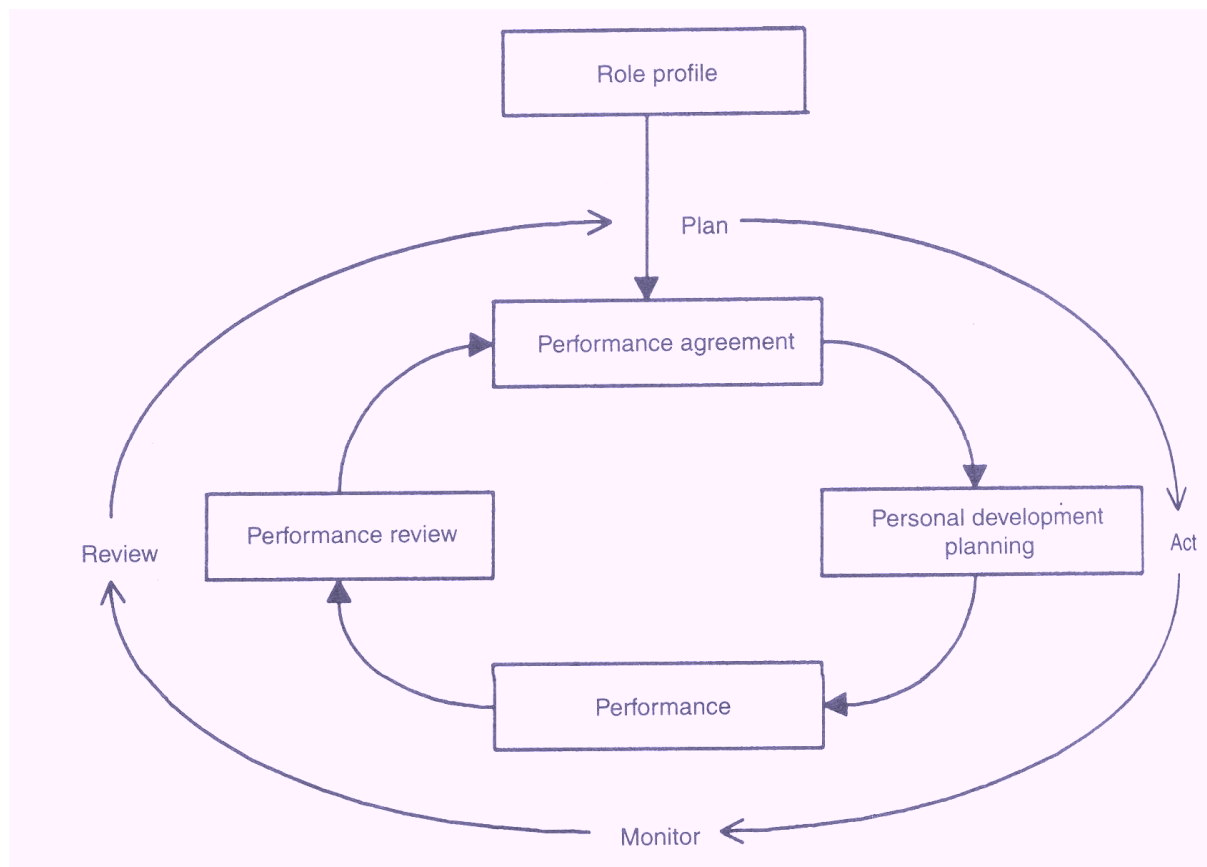 Role profile
Plan
Performance agreement
Performance review
Personal development
planning
Review
Act
Performance
Monitor